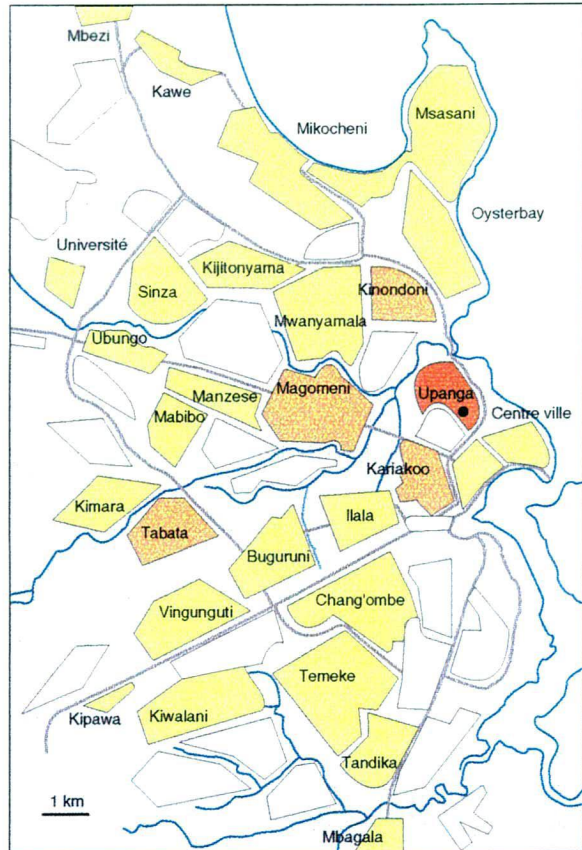 Mbezi
Kawe
Mikocheni
Msasani
Oysterbay
Université
Kijitonyama
Sinza
Kinondoni
Mwanyamala
Ubungo
Magomeni
Upanga
Manzese
Centre ville
Mabibo
Kariakoo
Kimara
Ilala
Tabata
Buguruni
Chang'ombe
Vingunguti
Temeke
Kipawa
Kiwalani
Tandika
1 km
Mbagala